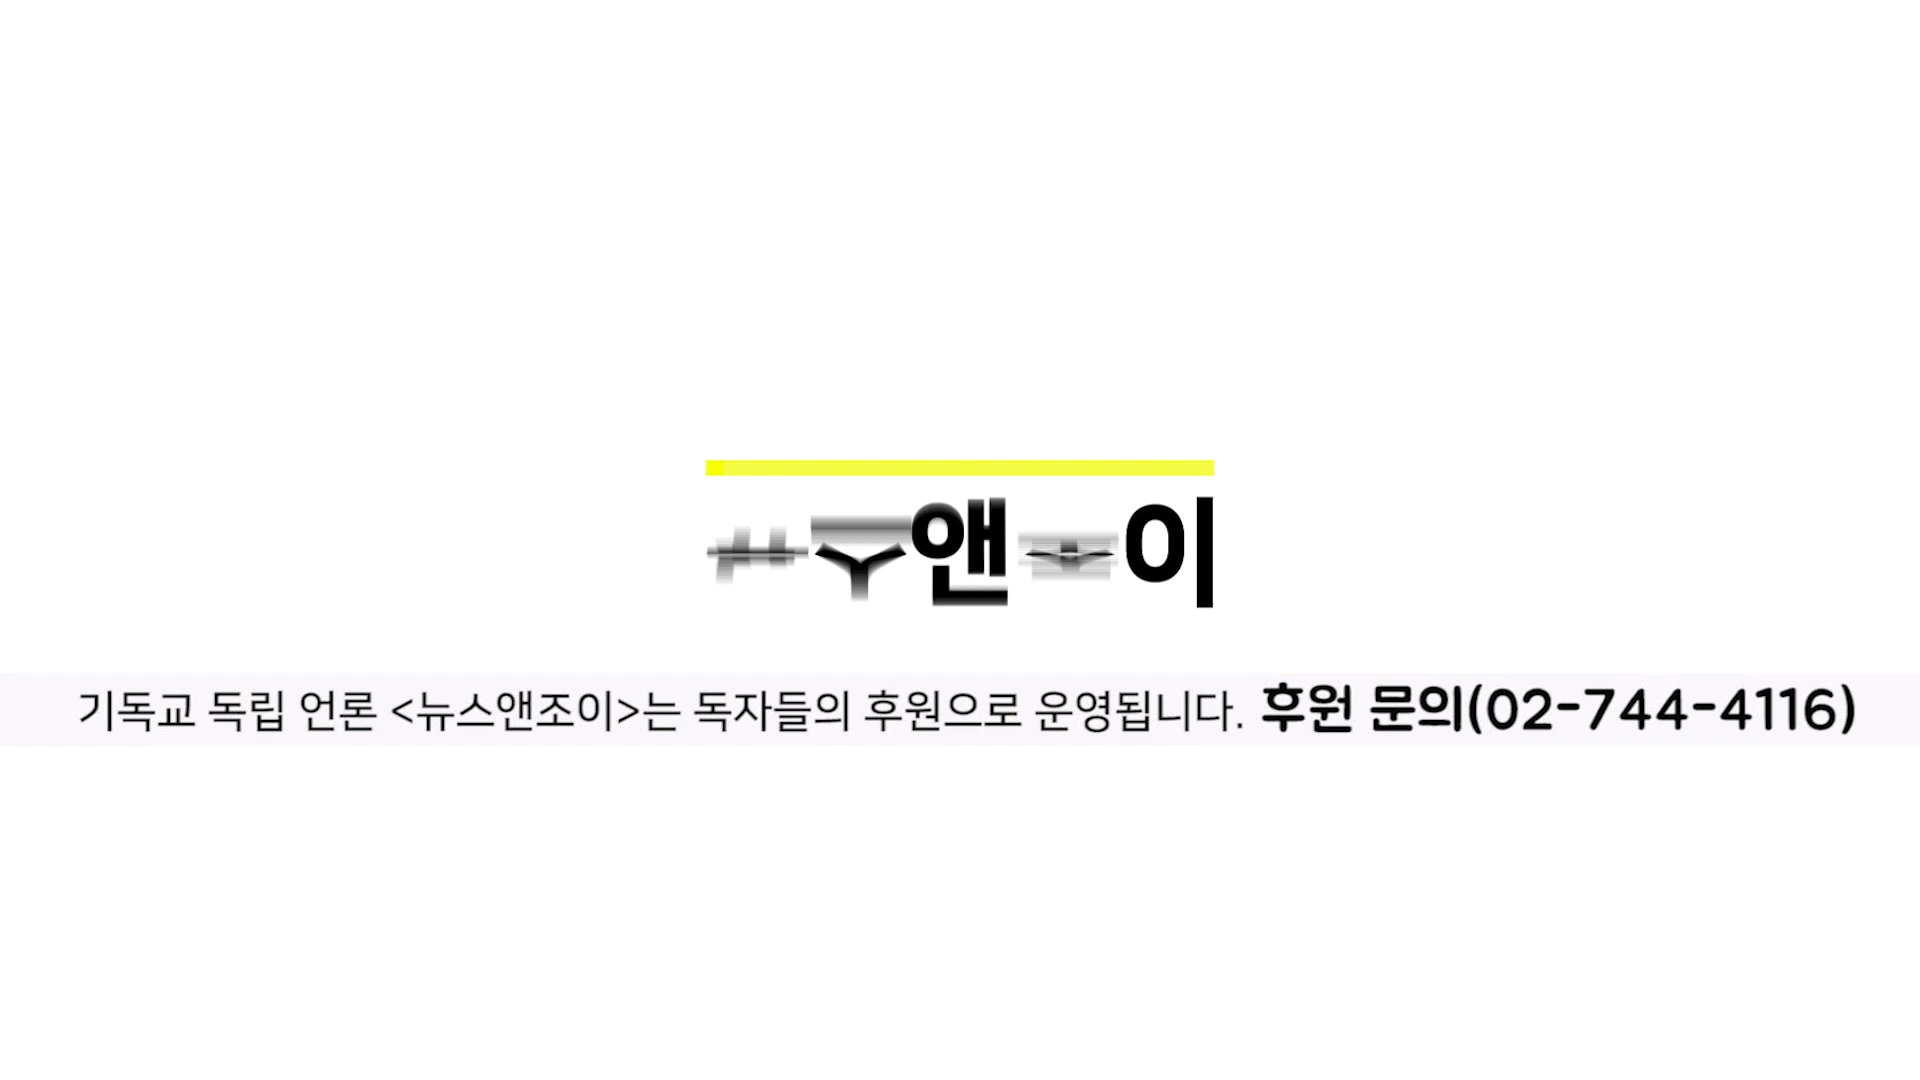 앤 이
기독교 독립 언론 <뉴스앤조이>는 독자들의 후원으로 운영됩니다. 후원 문의(02-744-4116)